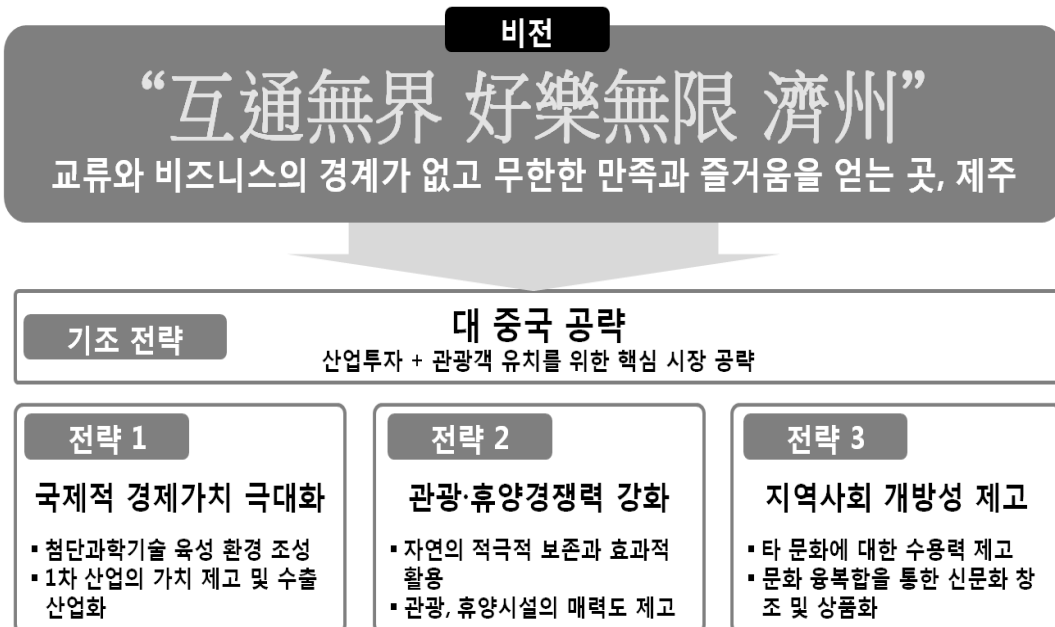 비전
“互通無界 好樂無限 濟州”
교류와 비즈니스의 경계가 없고 무한한 만족과 즐거움을 얻는 곳, 제주
기조 전략
대 중국 공략
산업투자 + 관광객 유치를 위한 핵심 시장 공략
전략 1
국제적 경제가치 극대화
▪ 첨단과학기술 육성 환경 조성
▪ 1차 산업의 가치 제고 및 수출
산업화
전략 2
관광·휴양경쟁력 강화
▪ 자연의 적극적 보존과 효과적
활용
▪ 관광, 휴양시설의 매력도 제고
전략 3
지역사회 개방성 제고
▪ 타 문화에 대한 수용력 제고
▪ 문화 융복합을 통한 신문화 창
조 및 상품화